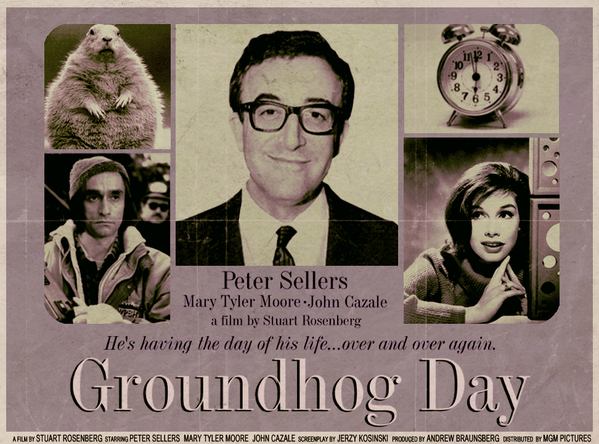 Peter Sellers
Mary Tyler Moore · John Cazale
a film by Stuart Rosenberg
He's having the day of his life...over and over again.
Groundhog Day
A FILM BY STUART ROSENBERG STARRING PETER SELLERS MARY TYLER MOORE JOHN CAZALE SCREENPLAY BY JERZY KOSINSKI PRODUCED BY ANDREW BRAUNSBERG DISTRIBUTED BY MGM PICTURES